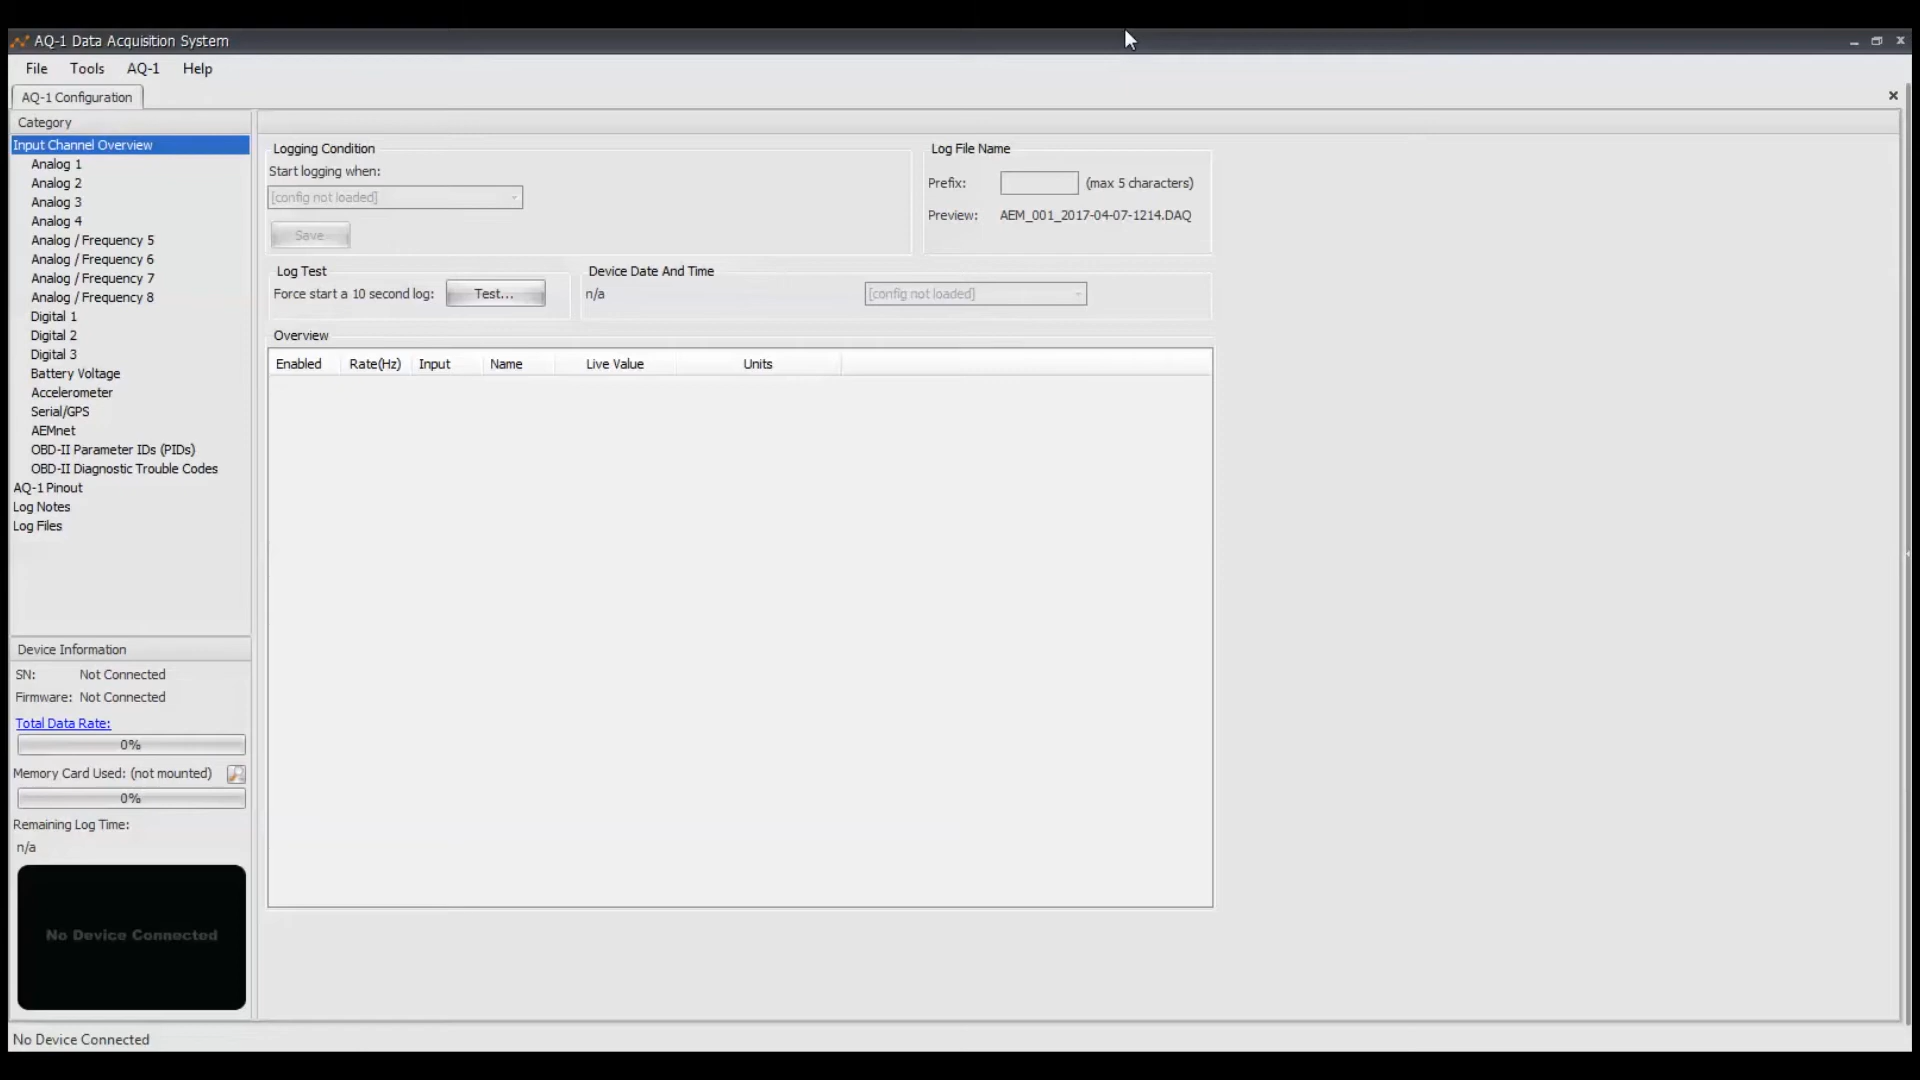 AQ-1 Data Acquisition System
File Tools AQ-1 Help
AQ-1 Configuration
Category
Input Channel Overview
Analog 1
Analog 2
Analog 3
Analog 4
Analog / Frequency 5
Analog / Frequency 6
Analog / Frequency 7
Analog / Frequency 8
Digital 1
Digital 2
Digital 3
Battery Voltage
Accelerometer
Serial/GPS
AEMnet
OBD-II Parameter IDs (PIDs)
OBD-II Diagnostic Trouble Codes
AQ-1 Pinout
Log Notes
Log Files
Device Information
SN: Not Connected
Firmware: Not Connected
Total Data Rate:
0%
Memory Card Used: (not mounted)
0%
Remaining Log Time:
n/a
No Device Connected
Logging Condition
Start logging when:
[config not loaded]
Save
Log File Name
Prefix: (max 5 characters)
Preview: AEM_001_2017-04-07-1214.DAQ
Log Test
Force start a 10 second log: Test...
Device Date And Time
n/a [config not loaded]
Overview
Enabled Rate(Hz) Input Name Live Value Units
No Device Connected